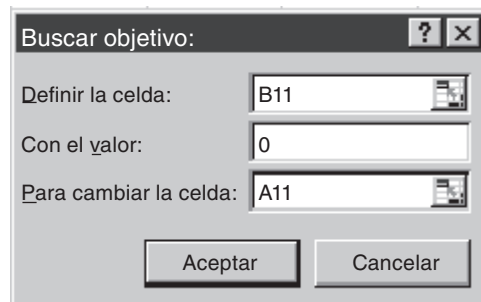 Buscar objetivo: ? ×
Definir la celda: B11
Con el valor: 0
Para cambiar la celda: A11
Aceptar Cancelar